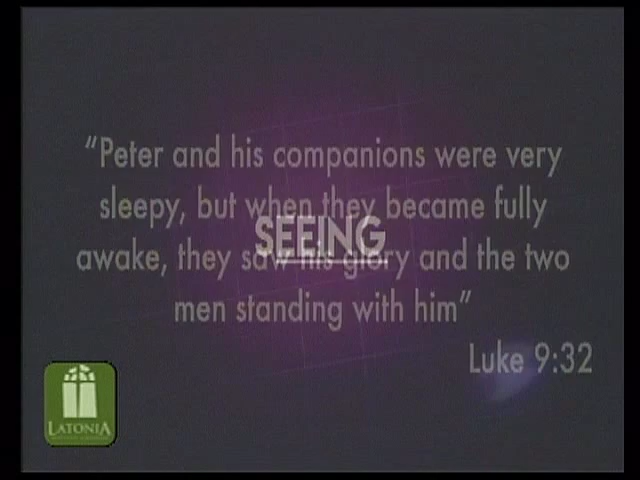 “Peter and his companions were very
sleepy, but when they became fully
SEEING
awake, they saw his glory and the two
men standing with him”
Luke 9:32
LATONIA